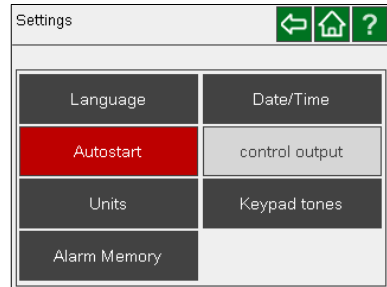 Settings
?
Language
Date/Time
Autostart
control output
Units
Keypad tones
Alarm Memory